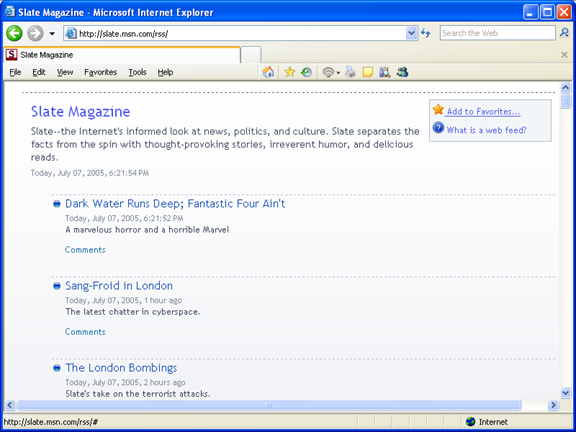 Slate Magazine - Microsoft Internet Explorer
http://slate.msn.com/rss/
Search the Web
Slate Magazine
File Edit View Favorites Tools Help
Slate Magazine
Slate--the Internet's informed look at news, politics, and culture. Slate separates the
facts from the spin with thought-provoking stories, irreverent humor, and delicious
reads.
Today, July 07, 2005, 6:21:54 PM
Add to Favorites...
What is a web feed?
Dark Water Runs Deep; Fantastic Four Ain't
Today, July 07, 2005, 6:21:52 PM
A marvelous horror and a horrible Marvel
Comments
Sang-Froid in London
Today, July 07, 2005, 1 hour ago
The latest chatter in cyberspace.
Comments
The London Bombings
Today, July 07, 2005, 2 hours ago
Slate's take on the terrorist attacks.
http://slate.msn.com/rss/#
Internet